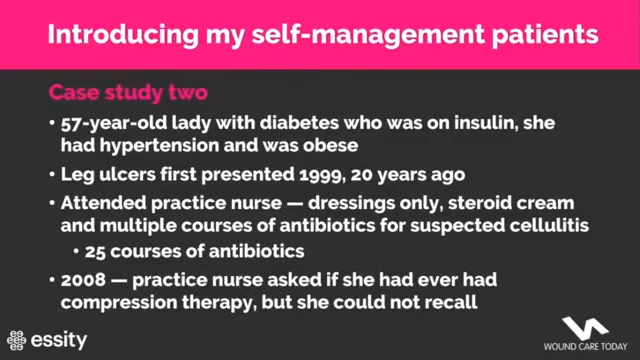 Introducing my self-management patients
Case study two
• 57-year-old lady with diabetes who was on insulin, she
had hypertension and was obese
• Leg ulcers first presented 1999, 20 years ago
• Attended practice nurse — dressings only, steroid cream
and multiple courses of antibiotics for suspected cellulitis
• 25 courses of antibiotics
• 2008 — practice nurse asked if she had ever had
compression therapy, but she could not recall
essity
WOUND CARE TODAY